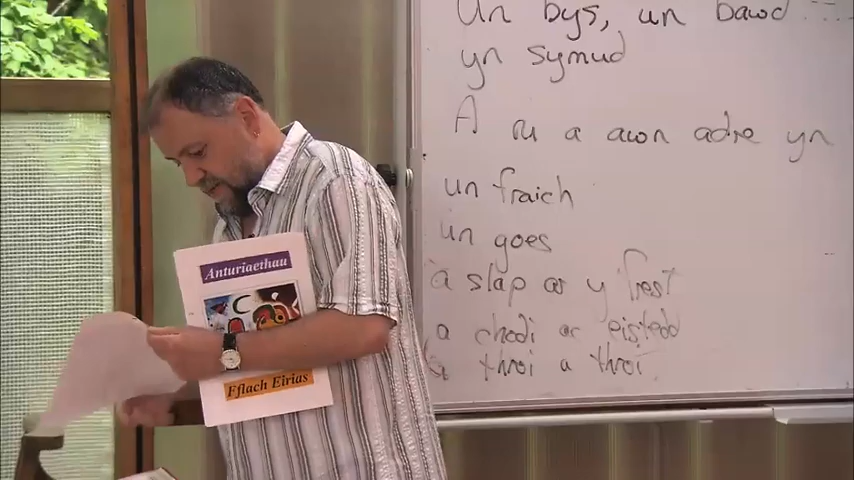 Un bys, un bawd
yn symud
A ni a awn adre yn
un fraich
un goes
a slap ar y frest
a chodi ac eistedd
a throi a throi
Anturiaethau
Fflach Eirias